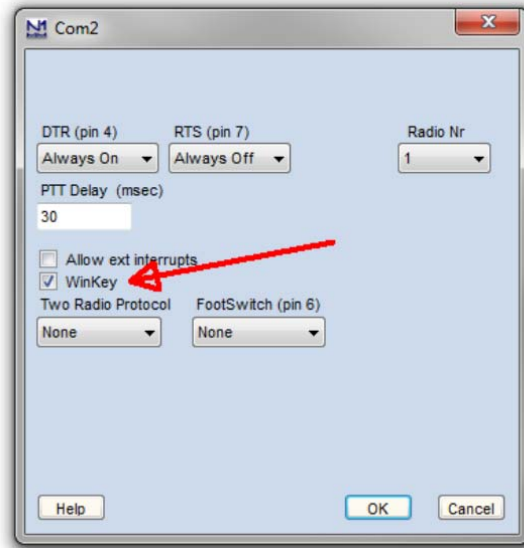 N1 Com2
DTR (pin 4) RTS (pin 7) Radio Nr
Always On Always Off 1
PTT Delay (msec)
30
Allow ext interrupts
WinKey
Two Radio Protocol FootSwitch (pin 6)
None None
Help OK Cancel